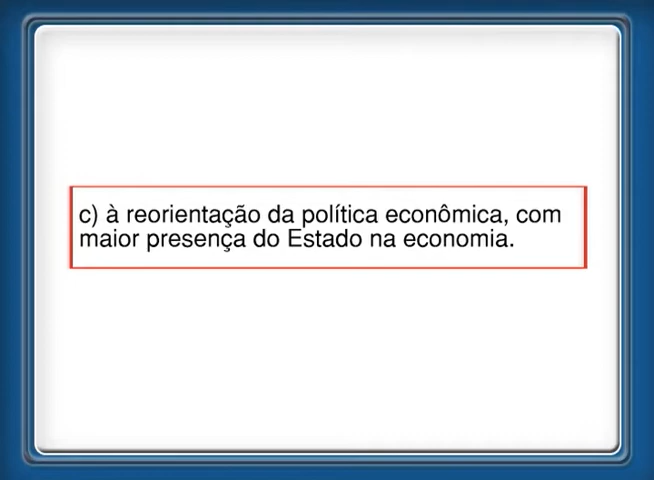 c) à reorientação da política econômica, com
maior presença do Estado na economia.